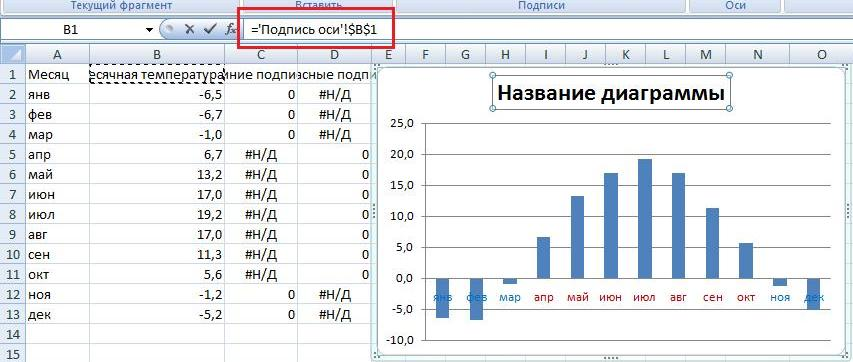 Текущий фрагмент Вставить Подписи Оси
B1 fx ='Подпись оси'!$B$1
A B C D E F G H I J K L M N O
1 Месяц есячная температура иние подпи асные подпи
2 янв -6,5 0 #Н/Д
3 фев -6,7 0 #Н/Д
4 мар -1,0 0 #Н/Д
5 апр 6,7 #Н/Д 0
6 май 13,2 #Н/Д 0
7 июн 17,0 #Н/Д 0
8 июл 19,2 #Н/Д 0
9 авг 17,0 #Н/Д 0
10 сен 11,3 #Н/Д 0
11 окт 5,6 #Н/Д 0
12 ноя -1,2 0 #Н/Д
13 дек -5,2 0 #Н/Д
14
15
Название диаграммы
25,0
20,0
15,0
10,0
5,0
0,0
-5,0
-10,0
янв фев мар апр май июн июл авг сен окт ноя дек